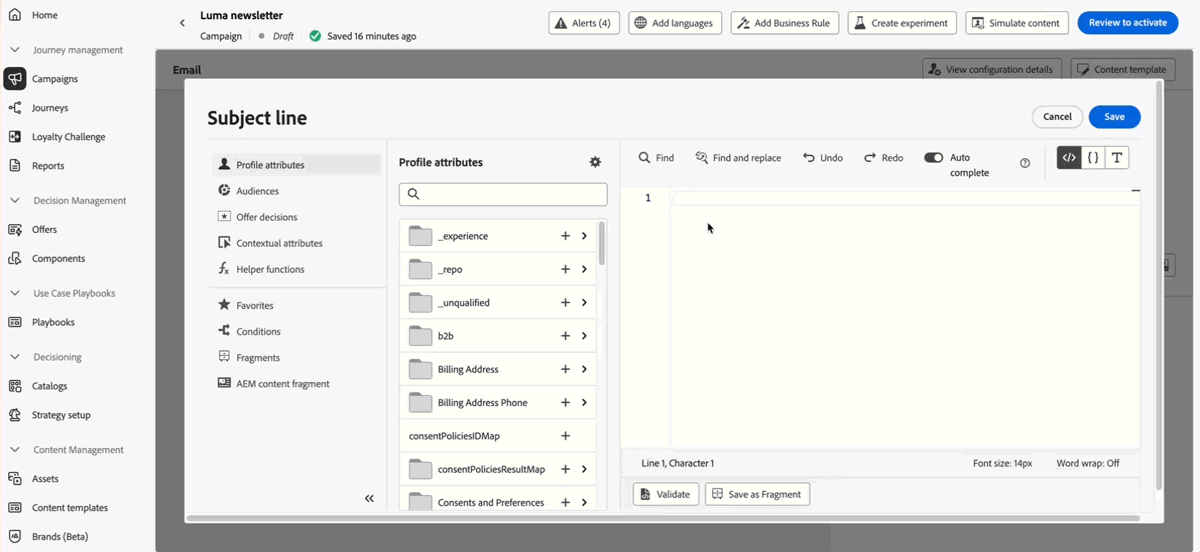 Home
Journey management
Campaigns
Journeys
Loyalty Challenge
Reports
Decision Management
Offers
Components
Use Case Playbooks
Playbooks
Decisioning
Catalogs
Strategy setup
Content Management
Assets
Content templates
Brands (Beta)
Luma newsletter
Campaign Draft Saved 16 minutes ago
Alerts (4) Add languages Add Business Rule Create experiment Simulate content Review to activate
Email
View configuration details Content template
Subject line
Cancel Save
Profile attributes
Audiences
Offer decisions
Contextual attributes
Helper functions
Favorites
Conditions
Fragments
AEM content fragment
Profile attributes
_experience
_repo
_unqualified
b2b
Billing Address
Billing Address Phone
consentPoliciesIDMap
consentPoliciesResultMap
Consents and Preferences
Find Find and replace Undo Redo Auto complete
1
Line 1, Character 1 Font size: 14px Word wrap: Off
Validate Save as Fragment